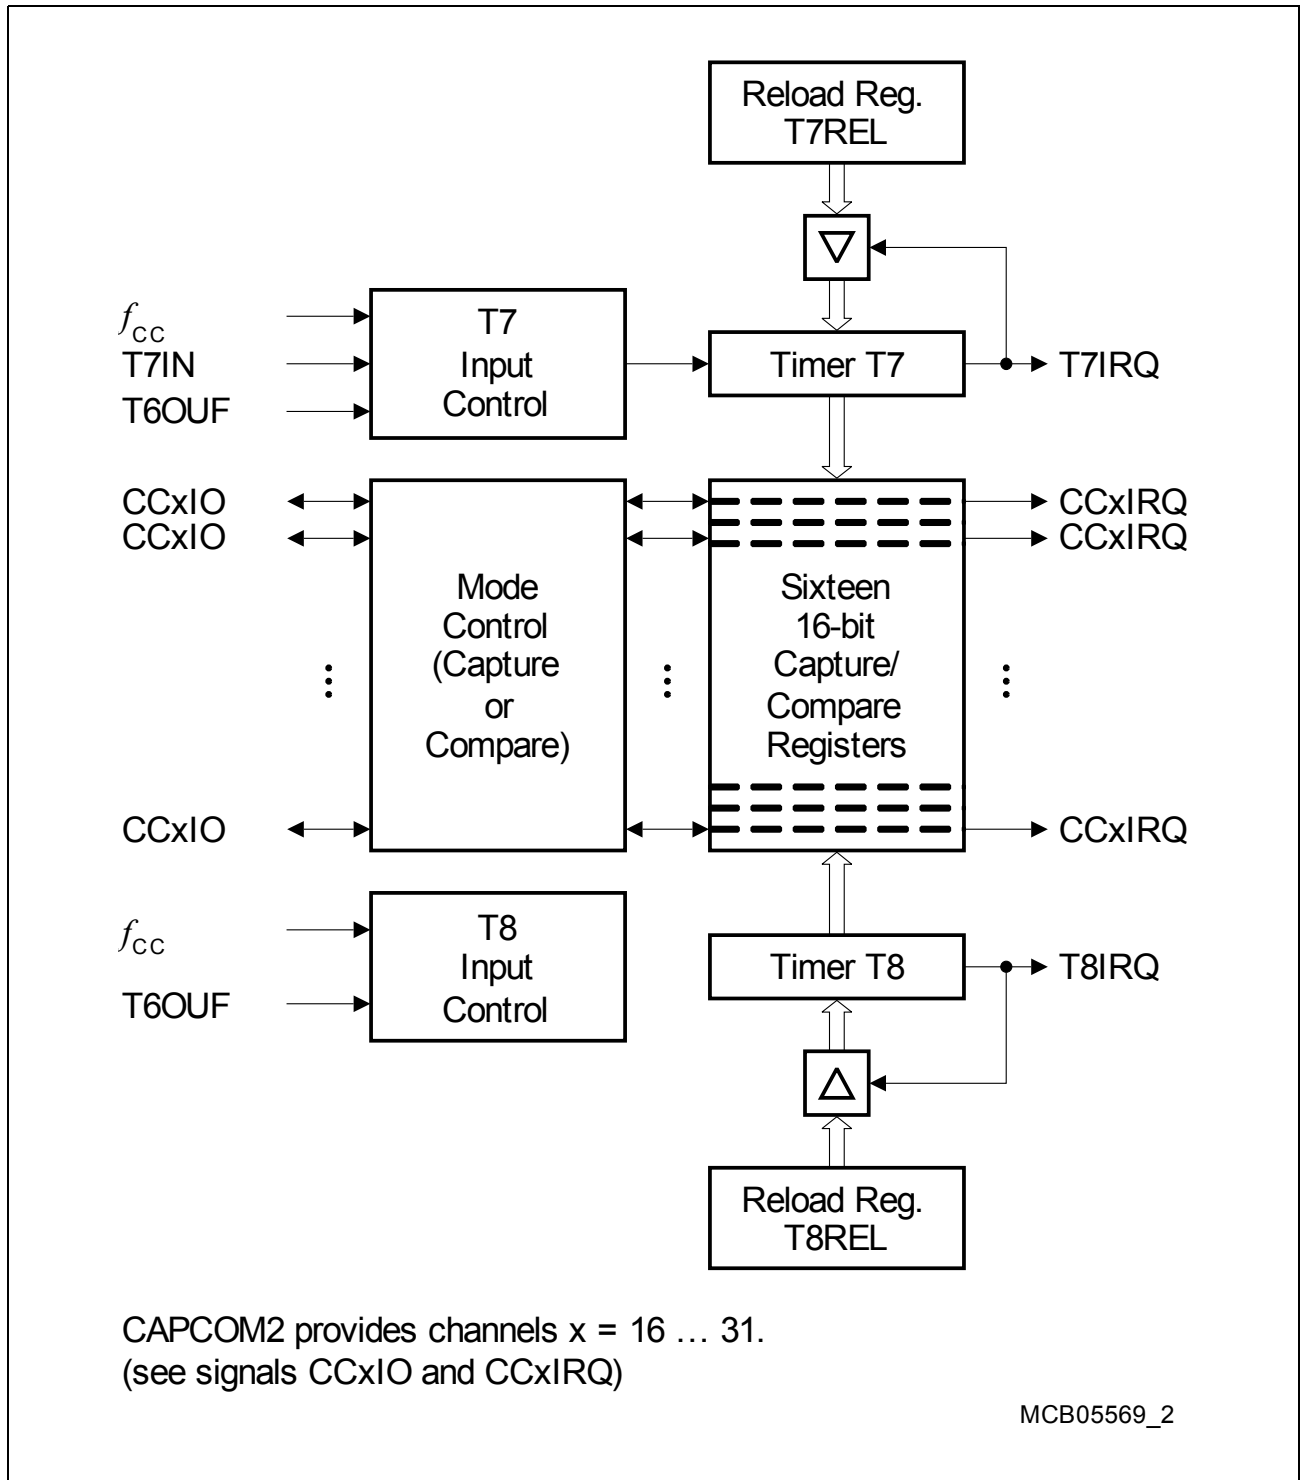 Reload Reg.
T7REL
fCC
T7IN
T6OUF
T7
Input
Control
Timer T7
T7IRQ
CCxIO
CCxIO
CCxIO
Mode
Control
(Capture
or
Compare)
Sixteen
16-bit
Capture/
Compare
Registers
CCxIRQ
CCxIRQ
CCxIRQ
fCC
T6OUF
T8
Input
Control
Timer T8
T8IRQ
Reload Reg.
T8REL
CAPCOM2 provides channels x = 16 … 31.
(see signals CCxIO and CCxIRQ)
MCB05569_2